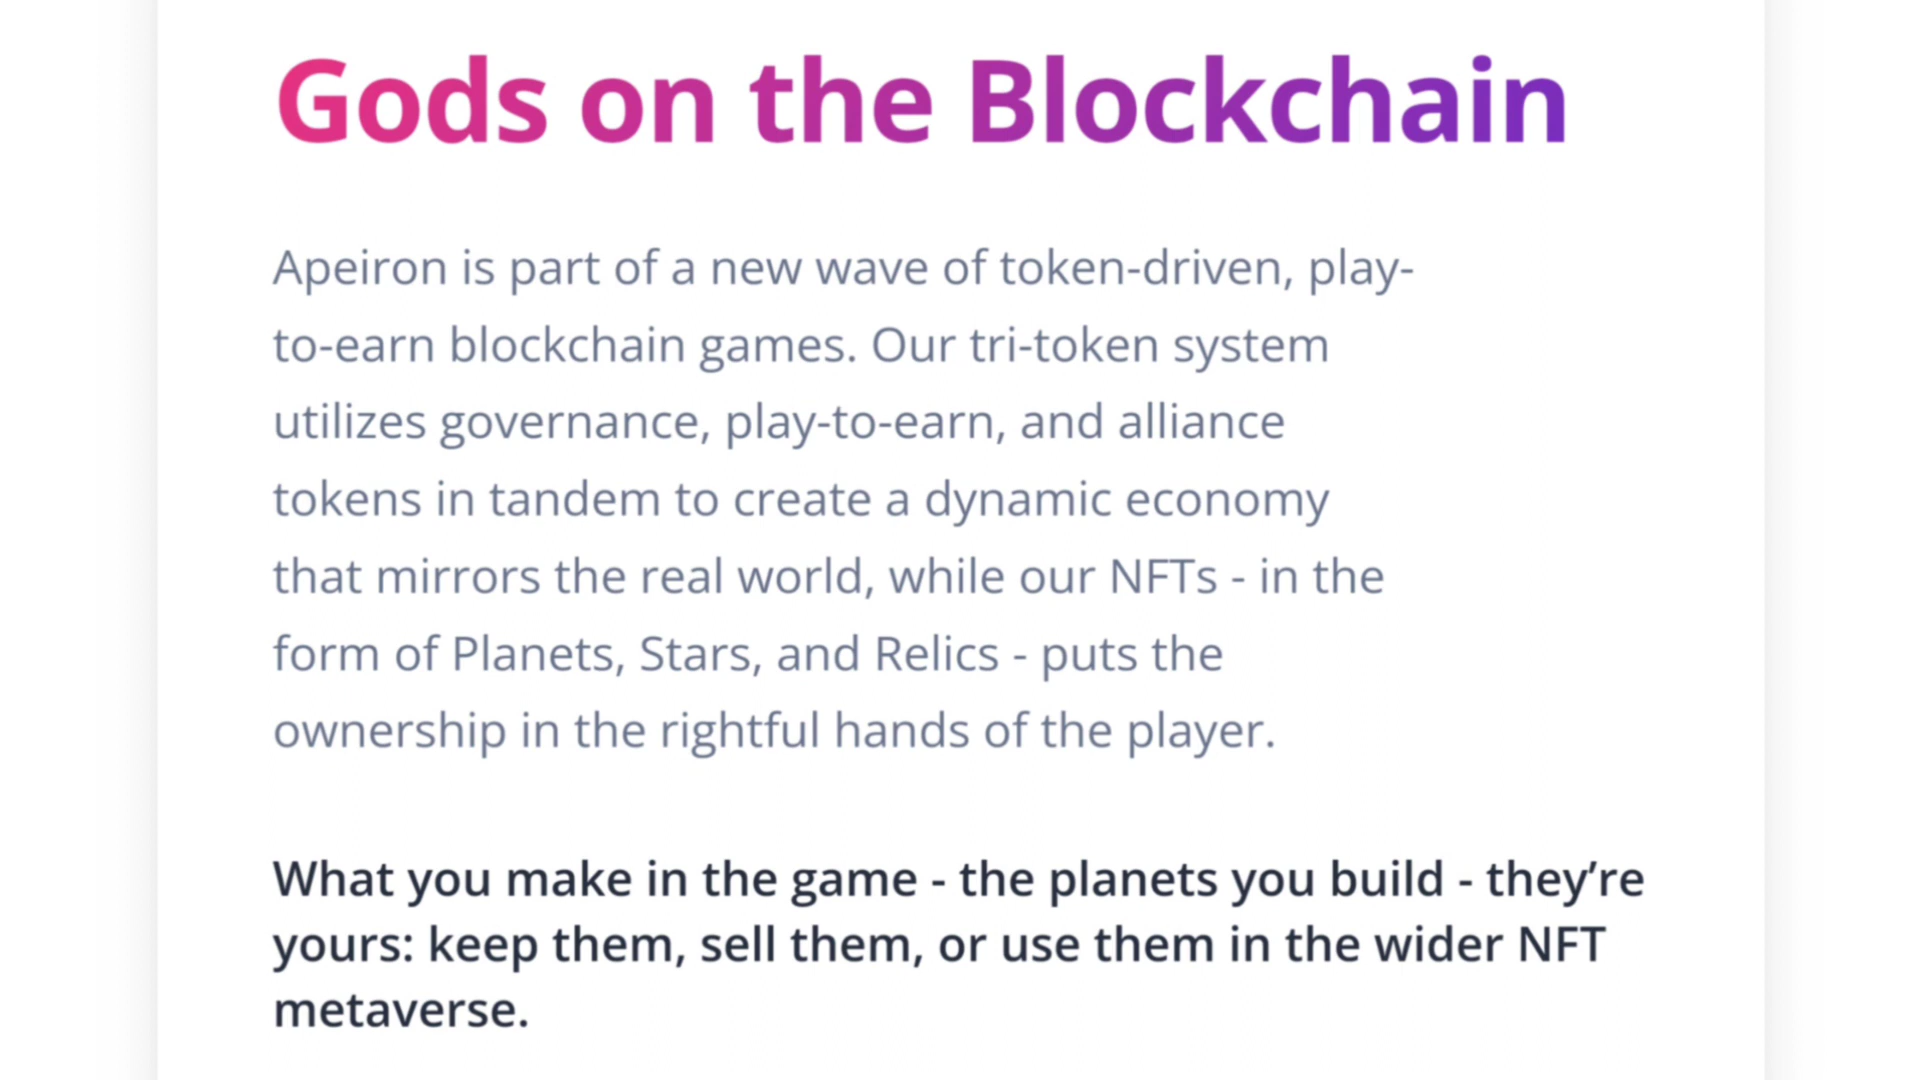 Gods on the Blockchain
Apeiron is part of a new wave of token-driven, play-
to-earn blockchain games. Our tri-token system
utilizes governance, play-to-earn, and alliance
tokens in tandem to create a dynamic economy
that mirrors the real world, while our NFTs - in the
form of Planets, Stars, and Relics - puts the
ownership in the rightful hands of the player.
What you make in the game - the planets you build - they’re
yours: keep them, sell them, or use them in the wider NFT
metaverse.